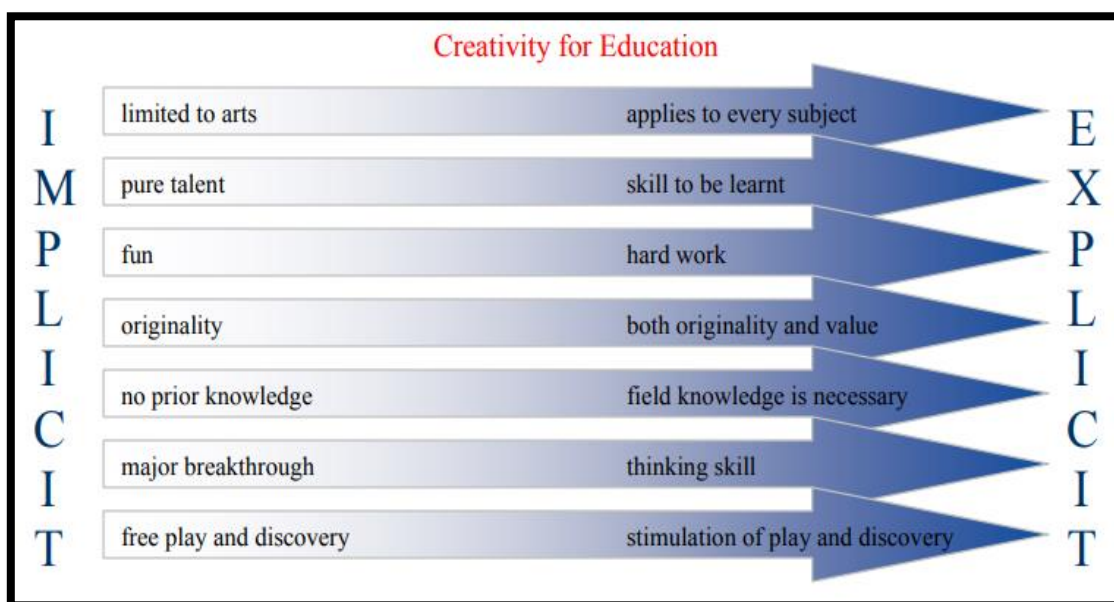 Creativity for Education
IMPLICIT
limited to arts applies to every subject
pure talent skill to be learnt
fun hard work
originality both originality and value
no prior knowledge field knowledge is necessary
major breakthrough thinking skill
free play and discovery stimulation of play and discovery
EXPLICIT